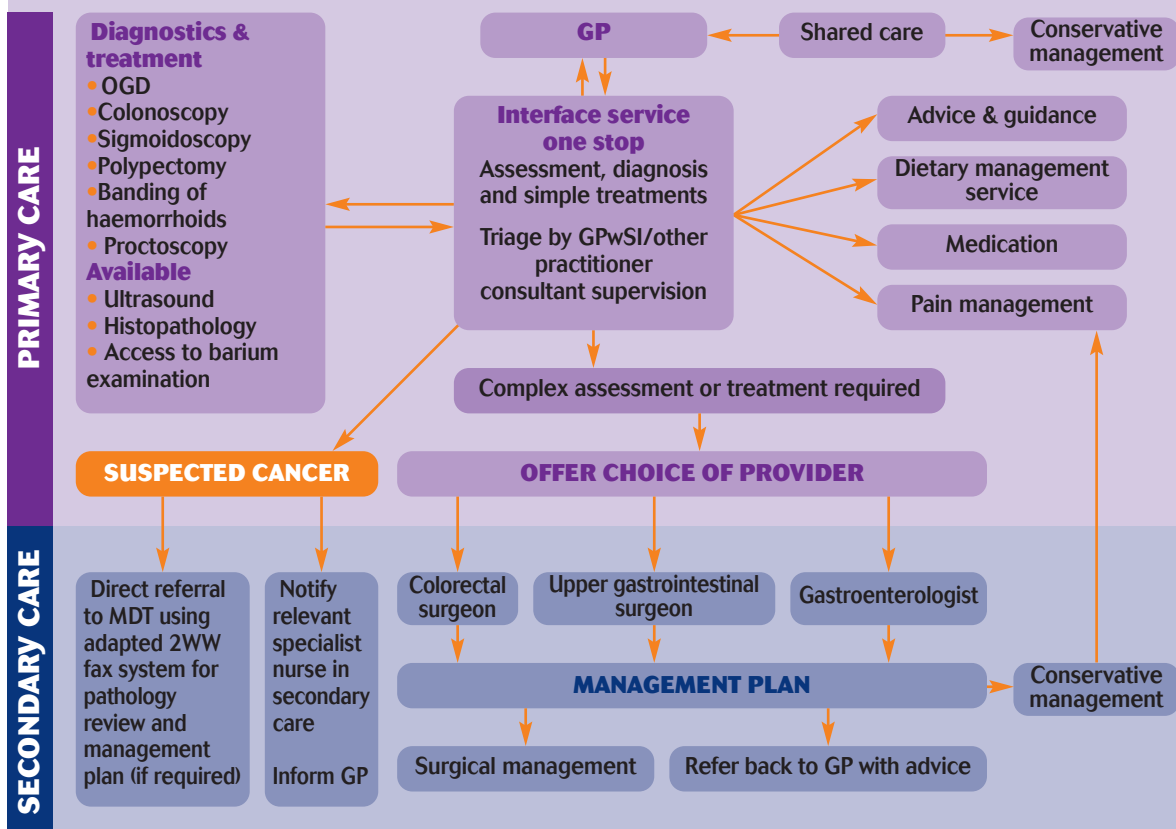 PRIMARY CARE
Diagnostics &
treatment
• OGD
•Colonoscopy
•Sigmoidoscopy
•Polypectomy
•Banding of
haemorrhoids
• Proctoscopy
Available
• Ultrasound
• Histopathology
• Access to barium
examination
GP
Shared care
Conservative
management
Interface service
one stop
Assessment, diagnosis
and simple treatments
Triage by GPwSI/other
practitioner
consultant supervision
Advice & guidance
Dietary management
service
Medication
Pain management
Complex assessment or treatment required
SUSPECTED CANCER
OFFER CHOICE OF PROVIDER
SECONDARY CARE
Direct referral
to MDT using
adapted 2WW
fax system for
pathology
review and
management
plan (if required)
Notify
relevant
specialist
nurse in
secondary
care
Inform GP
Colorectal
surgeon
Upper gastrointestinal
surgeon
Gastroenterologist
MANAGEMENT PLAN
Conservative
management
Surgical management
Refer back to GP with advice